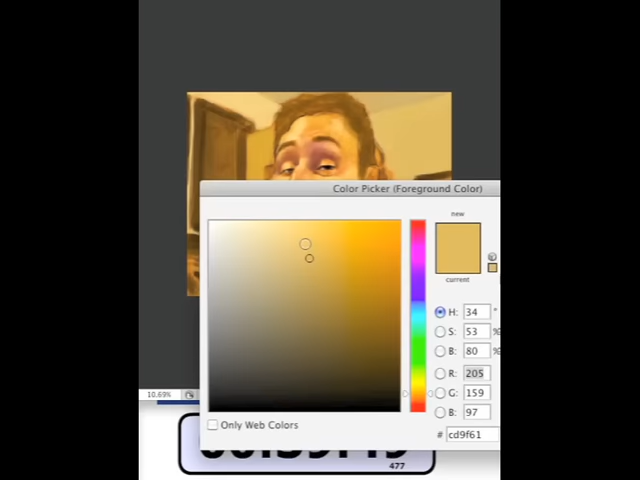 Color Picker (Foreground Color)
new
current
H: 34 °
S: 53 %
B: 80 %
R: 205
G: 159
B: 97
# cd9f61
10.69%
Only Web Colors
477